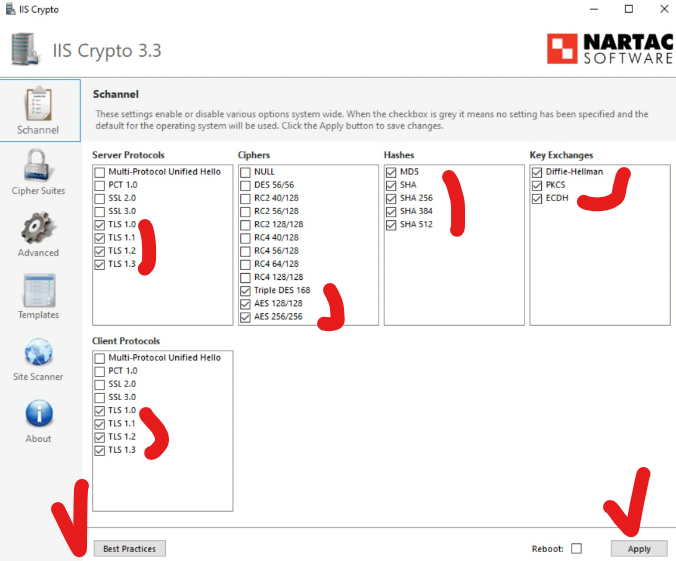 IIS Crypto
IIS Crypto 3.3
NARTAC
SOFTWARE
Schannel
Cipher Suites
Advanced
Templates
Site Scanner
About
Schannel
These settings enable or disable various options system wide. When the checkbox is grey it means no setting has been specified and the
default for the operating system will be used. Click the Apply button to save changes.
Server Protocols
Multi-Protocol Unified Hello
PCT 1.0
SSL 2.0
SSL 3.0
TLS 1.0
TLS 1.1
TLS 1.2
TLS 1.3
Ciphers
NULL
DES 56/56
RC2 40/128
RC2 56/128
RC2 128/128
RC4 40/128
RC4 56/128
RC4 64/128
RC4 128/128
Triple DES 168
AES 128/128
AES 256/256
Hashes
MD5
SHA
SHA 256
SHA 384
SHA 512
Key Exchanges
Diffie-Hellman
PKCS
ECDH
Client Protocols
Multi-Protocol Unified Hello
PCT 1.0
SSL 2.0
SSL 3.0
TLS 1.0
TLS 1.1
TLS 1.2
TLS 1.3
Best Practices
Reboot:
Apply